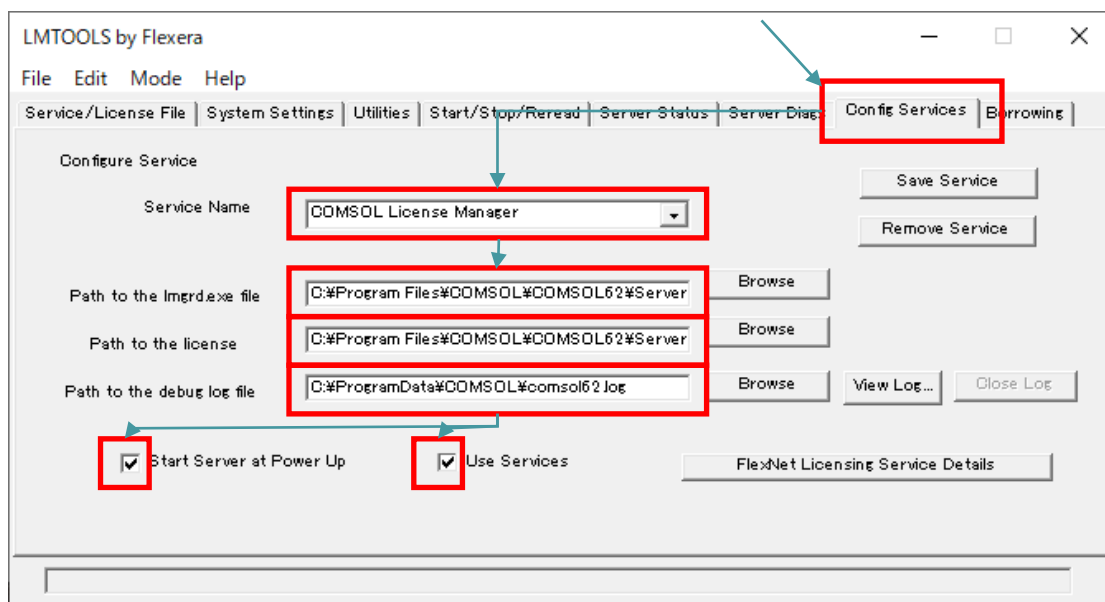 LMTOOLS by Flexera
File Edit Mode Help
Service/License File System Settings Utilities Start/Stop/Reread Server Status Server Diags Config Services Borrowing
Configure Service
Save Service
Service Name COMSOL License Manager
Remove Service
Path to the lmgrd.exe file C:¥Program Files¥COMSOL¥COMSOL62¥Server Browse
Path to the license C:¥Program Files¥COMSOL¥COMSOL62¥Server Browse
Path to the debug log file C:¥ProgramData¥COMSOL¥comsol62.log Browse View Log... Close Log
Start Server at Power Up Use Services FlexNet Licensing Service Details